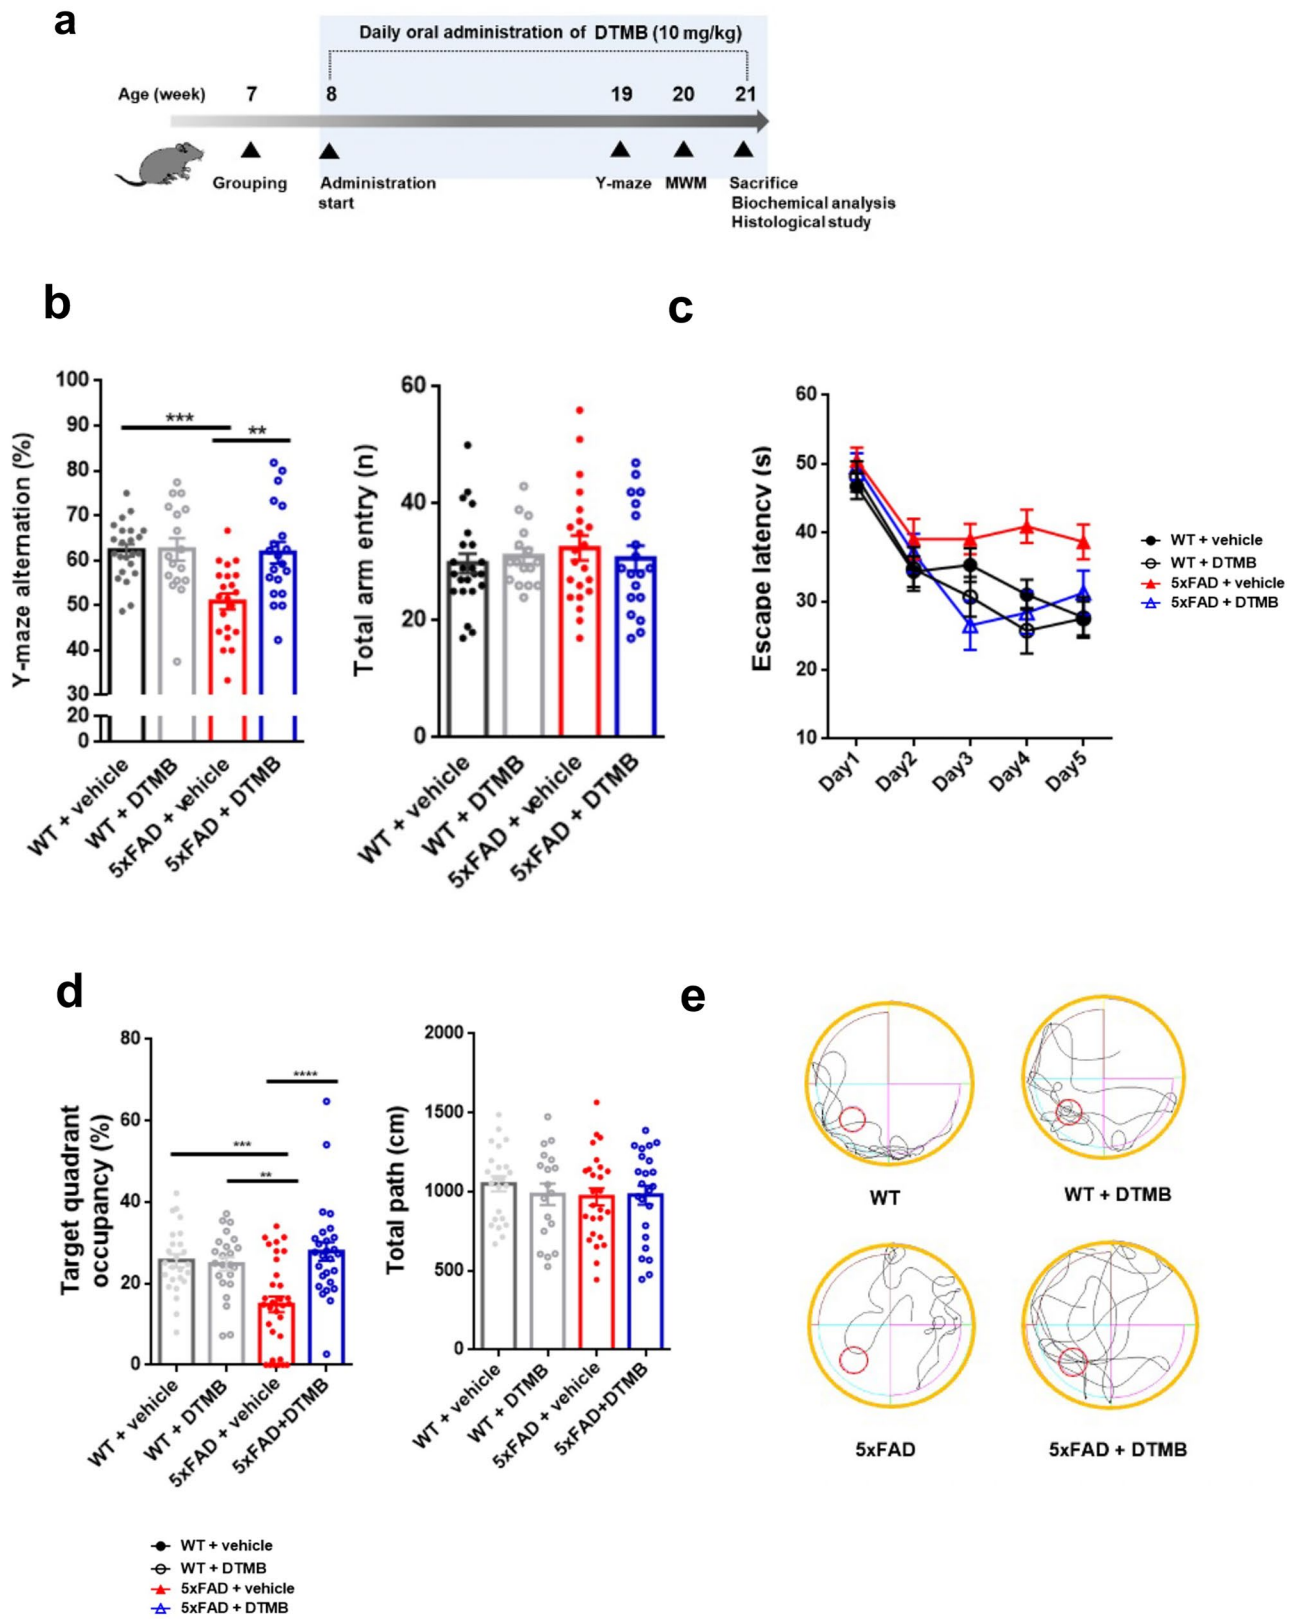 a
Daily oral administration of DTMB (10 mg/kg)
Age (week) 7 8 19 20 21
Grouping Administration start Y-maze MWM Sacrifice
Biochemical analysis
Histological study
b
Y-maze alternation (%)
100
90
80
70
60
50
40
30
20
0
***
**
WT + vehicle
WT + DTMB
5xFAD + vehicle
5xFAD + DTMB
Total arm entry (n)
60
40
20
0
WT + vehicle
WT + DTMB
5xFAD + vehicle
5xFAD + DTMB
c
Escape latency (s)
60
50
40
30
20
10
Day1
Day2
Day3
Day4
Day5
WT + vehicle
WT + DTMB
5xFAD + vehicle
5xFAD + DTMB
d
Target quadrant
occupancy (%)
80
60
40
20
0
****
***
**
WT + vehicle
WT + DTMB
5xFAD + vehicle
5xFAD+DTMB
Total path (cm)
2000
1500
1000
500
0
WT + vehicle
WT + DTMB
5xFAD + vehicle
5xFAD+DTMB
e
WT
WT + DTMB
5xFAD
5xFAD + DTMB
WT + vehicle
WT + DTMB
5xFAD + vehicle
5xFAD + DTMB